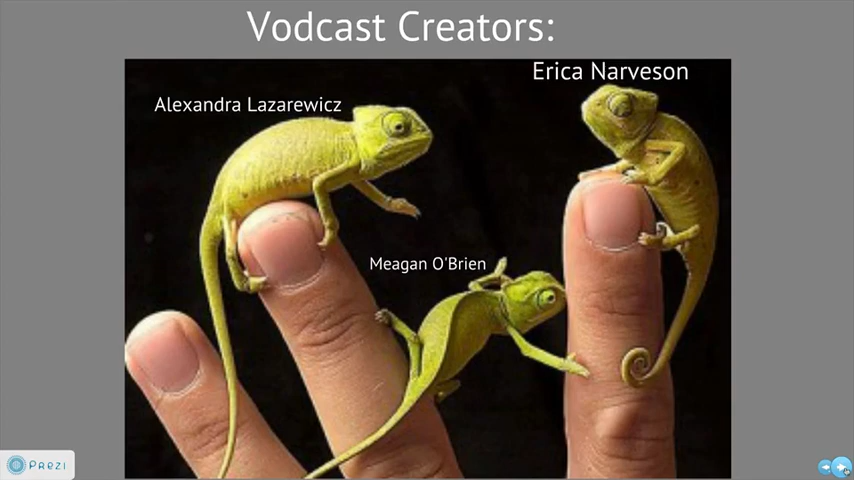 Vodcast Creators:
Erica Narveson
Alexandra Lazarewicz
Meagan O'Brien
Prezi